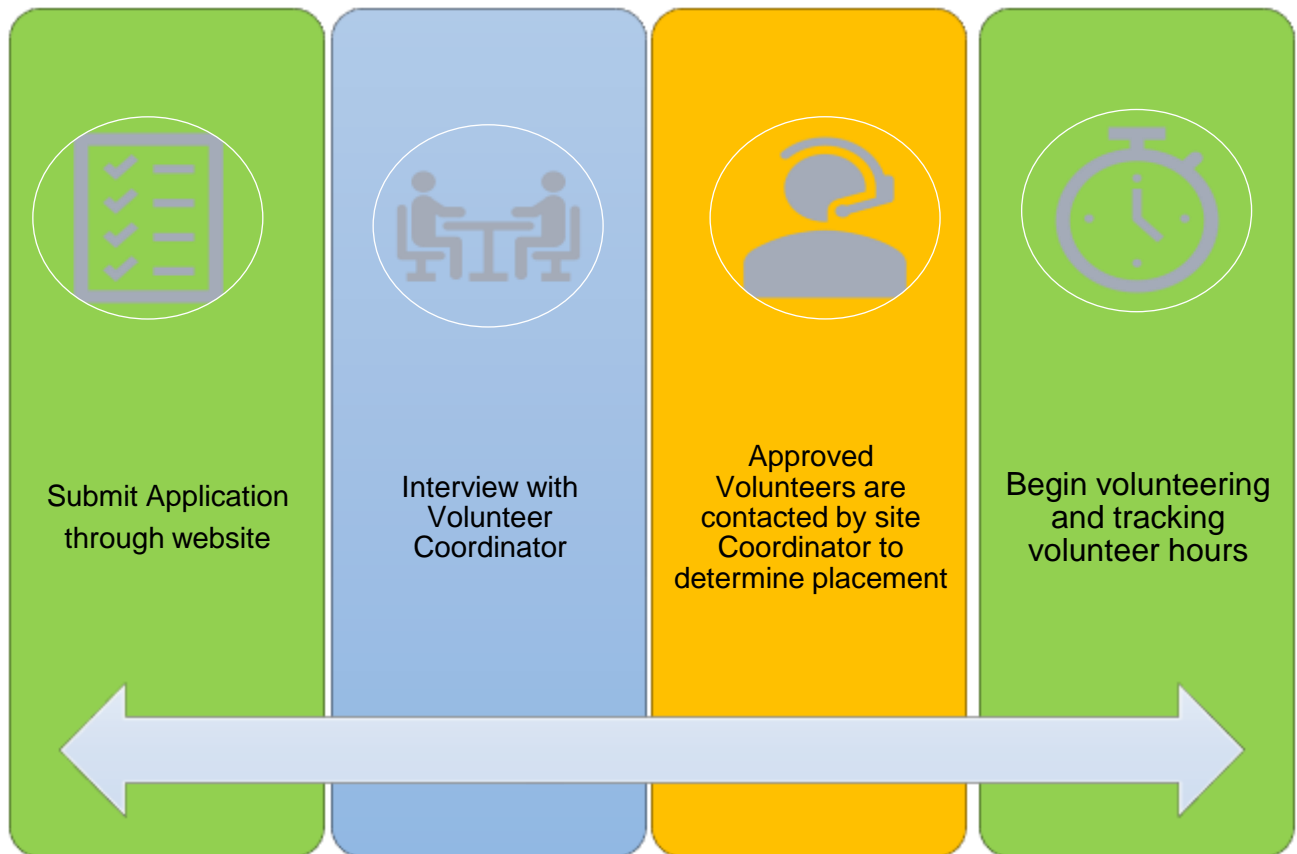 Submit Application
through website
Interview with
Volunteer
Coordinator
Approved
Volunteers are
contacted by site
Coordinator to
determine placement
Begin volunteering
and tracking
volunteer hours